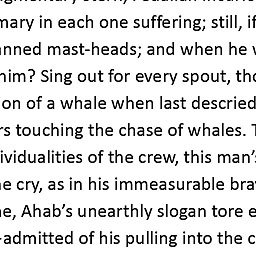 mary in each one suffering; still, if
nned mast-heads; and when he
him? Sing out for every spout, tho
ion of a whale when last descried
rs touching the chase of whales.
ividualities of the crew, this man's
e cry, as in his immeasurable bra
e, Ahab's unearthly slogan tore e
-admitted of his pulling into the c